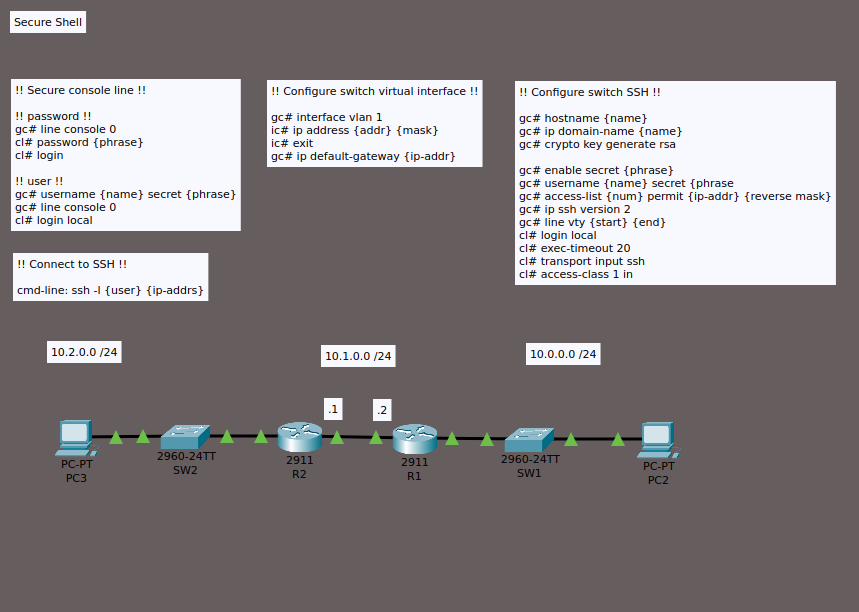 Secure Shell
!! Secure console line !!
!! password !!
gc# line console 0
cl# password {phrase}
cl# login
!! user !!
gc# username {name} secret {phrase}
gc# line console 0
cl# login local
!! Configure switch virtual interface !!
gc# interface vlan 1
ic# ip address {addr} {mask}
ic# exit
gc# ip default-gateway {ip-addr}
!! Configure switch SSH !!
gc# hostname {name}
gc# ip domain-name {name}
gc# crypto key generate rsa
gc# enable secret {phrase}
gc# username {name} secret {phrase
gc# access-list {num} permit {ip-addr} {reverse mask}
gc# ip ssh version 2
gc# line vty {start} {end}
cl# login local
cl# exec-timeout 20
cl# transport input ssh
cl# access-class 1 in
!! Connect to SSH !!
cmd-line: ssh -l {user} {ip-addrs}
10.2.0.0 /24
10.1.0.0 /24
10.0.0.0 /24
.1
.2
PC-PT
PC3
2960-24TT
SW2
2911
R2
2911
R1
2960-24TT
SW1
PC-PT
PC2